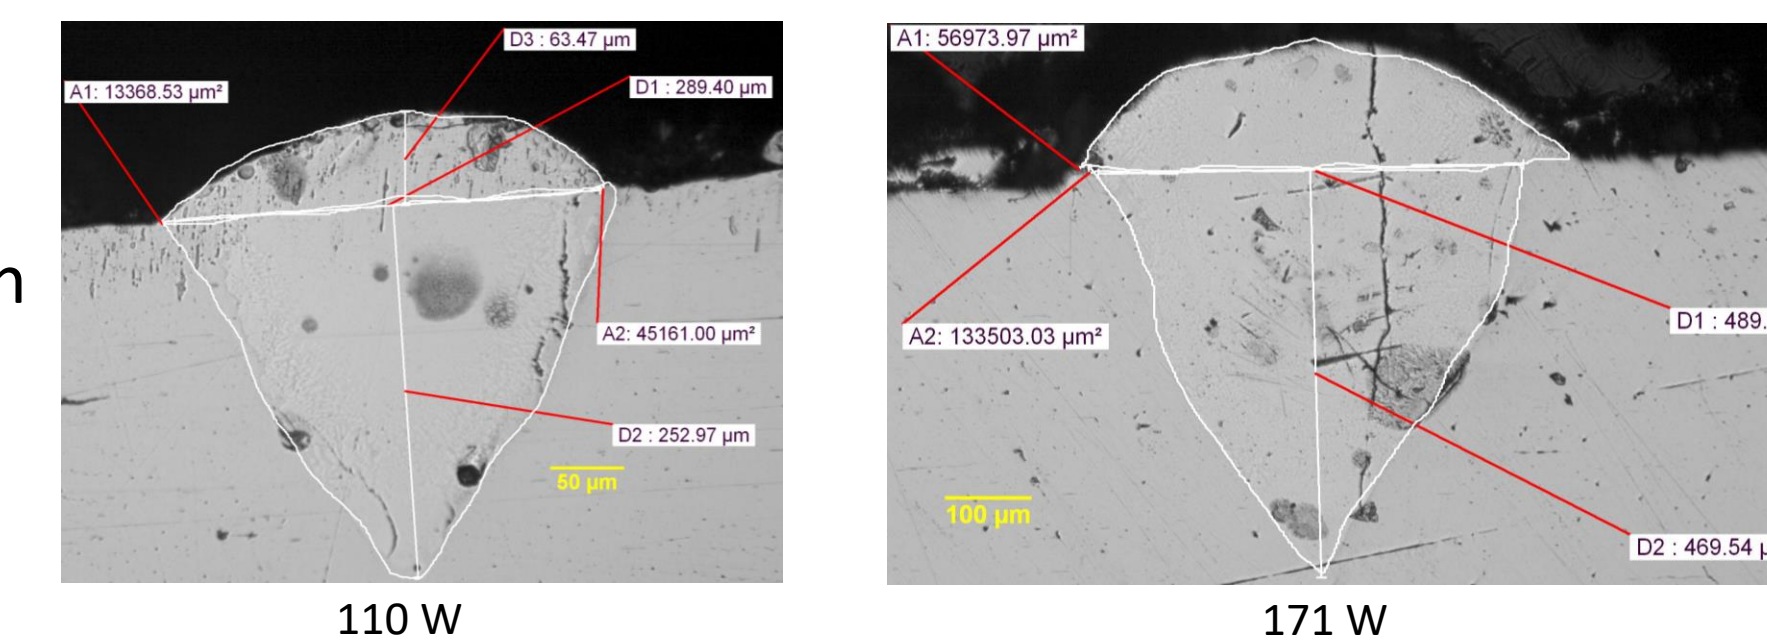 D3 : 63.47 µm
A1: 13368.53 µm²
D1 : 289.40 µm
A2: 45161.00 µm²
D2 : 252.97 µm
50 µm
110 W
A1: 56973.97 µm²
A2: 133503.03 µm²
D1 : 489.
100 µm
D2 : 469.54
171 W